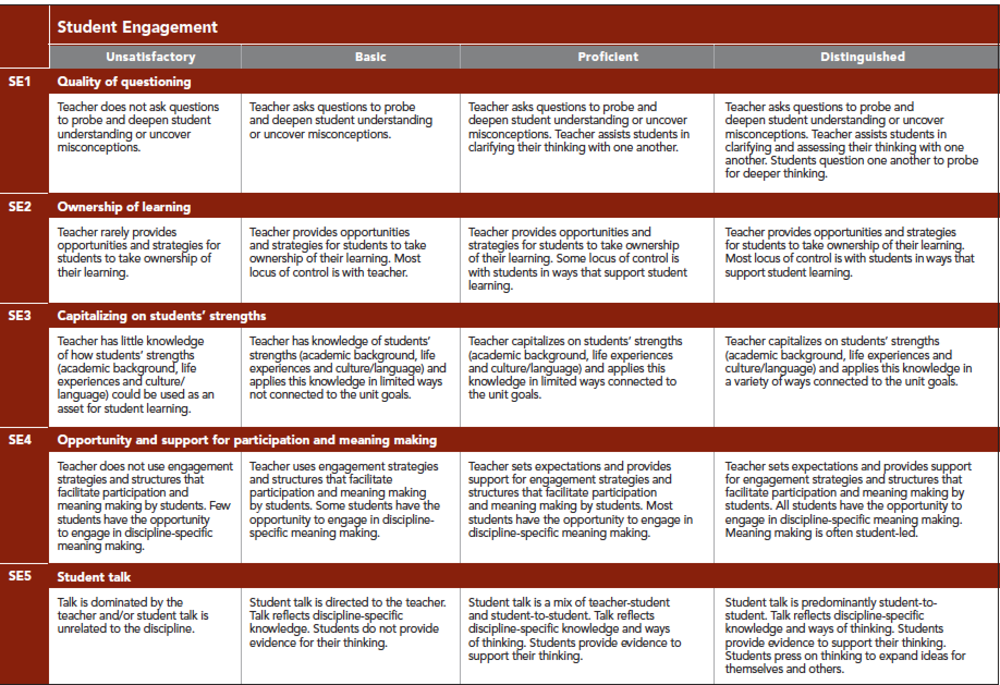 Student Engagement
Unsatisfactory
Basic
Proficient
Distinguished
SE1
Quality of questioning
Teacher does not ask questions
to probe and deepen student
understanding or uncover
misconceptions.
Teacher asks questions to probe
and deepen student understanding
or uncover misconceptions.
Teacher asks questions to probe and
deepen student understanding or uncover
misconceptions. Teacher assists students in
clarifying their thinking with one another.
Teacher asks questions to probe and
deepen student understanding or uncover
misconceptions. Teacher assists students in
clarifying and assessing their thinking with one
another. Students question one another to probe
for deeper thinking.
SE2
Ownership of learning
Teacher rarely provides
opportunities and strategies for
students to take ownership of
their learning.
Teacher provides opportunities
and strategies for students to take
ownership of their learning. Most
locus of control is with teacher.
Teacher provides opportunities and
strategies for students to take ownership
of their learning. Some locus of control is
with students in ways that support student
learning.
Teacher provides opportunities and strategies
for students to take ownership of their learning.
Most locus of control is with students in ways that
support student learning.
SE3
Capitalizing on students' strengths
Teacher has little knowledge
of how students' strengths
(academic background, life
experiences and culture/
language) could be used as an
asset for student learning.
Teacher has knowledge of students'
strengths (academic background, life
experiences and culture/language) and
applies this knowledge in limited ways
not connected to the unit goals.
Teacher capitalizes on students' strengths
(academic background, life experiences
and culture/language) and applies this
knowledge in limited ways connected to
the unit goals.
Teacher capitalizes on students' strengths
(academic background, life experiences and
culture/language) and applies this knowledge in
a variety of ways connected to the unit goals.
SE4
Opportunity and support for participation and meaning making
Teacher does not use engagement
strategies and structures that
facilitate participation and
meaning making by students. Few
students have the opportunity
to engage in discipline-specific
meaning making.
Teacher uses engagement strategies
and structures that facilitate
participation and meaning making
by students. Some students have the
opportunity to engage in discipline-
specific meaning making.
Teacher sets expectations and provides
support for engagement strategies and
structures that facilitate participation
and meaning making by students. Most
students have the opportunity to engage in
discipline-specific meaning making.
Teacher sets expectations and provides support
for engagement strategies and structures that
facilitate participation and meaning making by
students. All students have the opportunity to
engage in discipline-specific meaning making.
Meaning making is often student-led.
SE5
Student talk
Talk is dominated by the
teacher and/or student talk is
unrelated to the discipline.
Student talk is directed to the teacher.
Talk reflects discipline-specific
knowledge. Students do not provide
evidence for their thinking.
Student talk is a mix of teacher-student
and student-to-student. Talk reflects
discipline-specific knowledge and ways
of thinking. Students provide evidence to
support their thinking.
Student talk is predominantly student-to-
student. Talk reflects discipline-specific
knowledge and ways of thinking. Students
provide evidence to support their thinking.
Students press on thinking to expand ideas for
themselves and others.